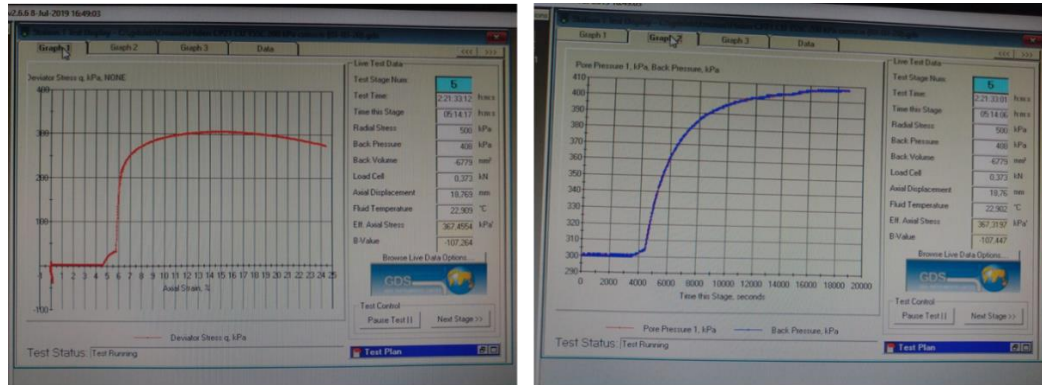 v2.6.6 8-Jul-2019 16:49:03
Graph 1
Graph 2
Graph 3
Data
<<<
>>>
Deviator Stress q, kPa, NONE
400
300
200
100
-100
1 2 3 4 5 6 7 8 9 10 11 12 13 14 15 16 17 18 19 20 21 22 23 24 25
Axial Strain, %
Deviator Stress q, kPa
Test Status: Test Running
Live Test Data
Test Stage Num
5
Test Time:
2:21:33:12 h:m:s
Time this Stage
05:14:17 h:m:s
Radial Stress
500 kPa
Back Pressure
408 kPa
Back Volume
-6779 mm³
Load Cell
0,373 kN
Axial Displacement
18,769 mm
Fluid Temperature
22,909 °C
Eff. Axial Stress
367,4954 kPa'
B-Value
-107,264
Browse Live Data Options...
GDS
Test Control
Pause Test ||
Next Stage >>
Test Plan
Graph 1
Graph 2
Graph 3
Data
<<<
>>>
Pore Pressure 1, kPa, Back Pressure, kPa
410
400
390
380
370
360
350
340
330
320
310
300
290
0 2000 4000 6000 8000 10000 12000 14000 16000 18000 20000
Time this Stage, seconds
Pore Pressure 1, kPa
Back Pressure, kPa
Test Status: Test Running
Live Test Data
Test Stage Num
5
Test Time:
2:21:33:01 h:m:s
Time this Stage
05:14:06 h:m:s
Radial Stress
500 kPa
Back Pressure
408 kPa
Back Volume
-6779 mm³
Load Cell
0,373 kN
Axial Displacement
18,76 mm
Fluid Temperature
22,902 °C
Eff. Axial Stress
367,3197 kPa'
B-Value
-107,447
Browse Live Data Options...
GDS
Test Control
Pause Test ||
Next Stage >>
Test Plan